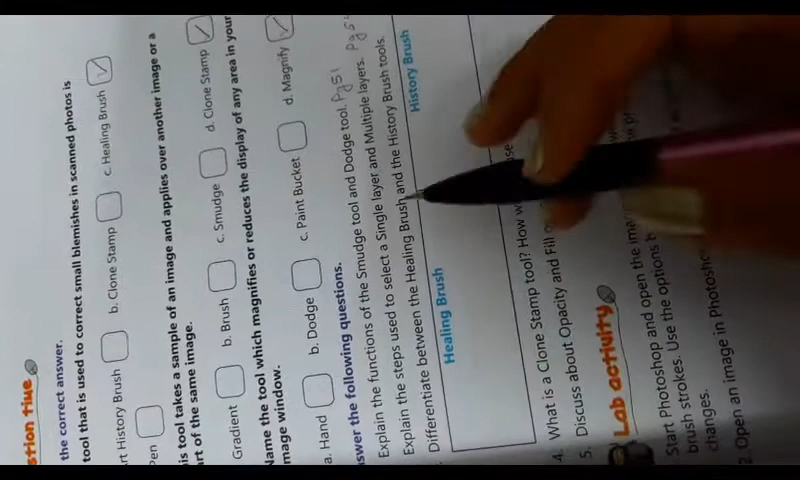 stion time
the correct answer.
tool that is used to correct small blemishes in scanned photos is
rt History Brush b. Clone Stamp c. Healing Brush ✓
Pen
is tool takes a sample of an image and applies over another image or a
art of the same image.
Gradient b. Brush c. Smudge d. Clone Stamp ✓
Name the tool which magnifies or reduces the display of any area in your
mage window.
a. Hand b. Dodge c. Paint Bucket d. Magnify ✓
swer the following questions.
Explain the functions of the Smudge tool and Dodge tool. Pg 51
Explain the steps used to select a Single layer and Multiple layers. Pg 5
Differentiate between the Healing Brush and the History Brush tools.
Healing Brush History Brush
4. What is a Clone Stamp tool? How w use
5. Discuss about Opacity and Fill o
Lab activity
Start Photoshop and open the ima
brush strokes. Use the options
changes.
2. Open an image in Photosho